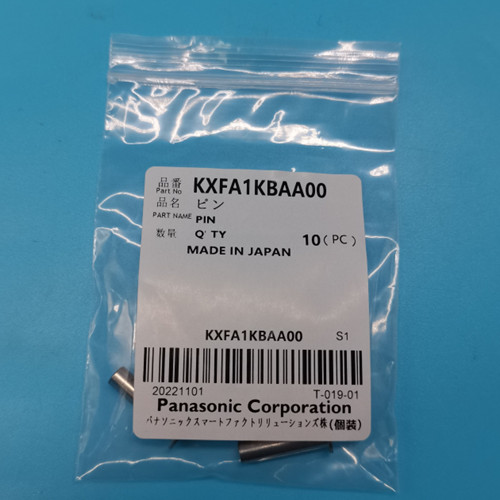 品番 KXFA1KBAA00
Part No
品名 ピン
PART NAME PIN
数量 Q' TY 10(PC)
MADE IN JAPAN
KXFA1KBAA00 S1
20221101 T-019-01
Panasonic Corporation
パナソニックスマートファクトリリューションズ株(個装)